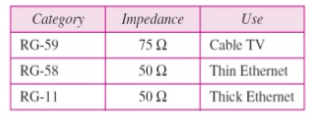 Category Impedance Use
RG-59 75 Ω Cable TV
RG-58 50 Ω Thin Ethernet
RG-11 50 Ω Thick Ethernet